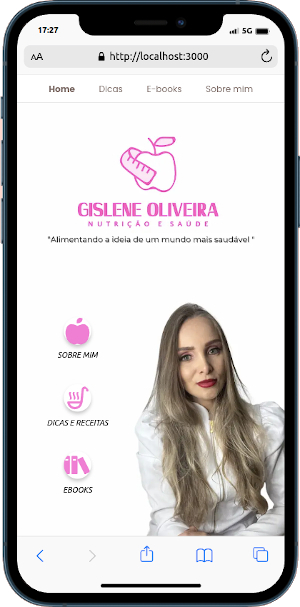 17:27
5G
AA
http://localhost:3000
Home Dicas E-books Sobre mim
GISLENE OLIVEIRA
NUTRIÇÃO E SAÚDE
"Alimentando a ideia de um mundo mais saudável "
SOBRE MIM
DICAS E RECEITAS
EBOOKS